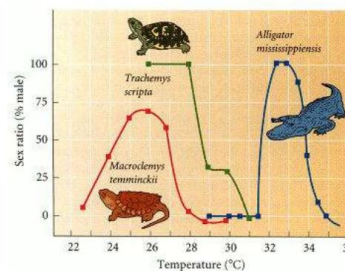 Alligator
mississippiensis
Trachemys
scripta
Macroclemys
temminckii
Sex ratio (% male)
100
75
50
25
0
22
24
26
28
30
31
32
34
Temperature (°C)